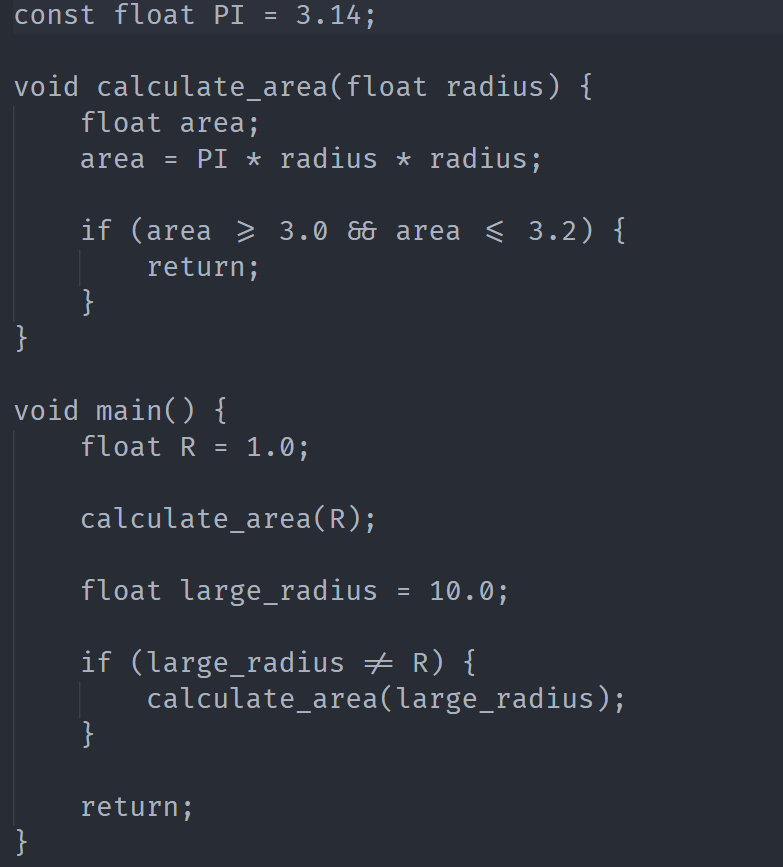 const float PI = 3.14;
void calculate_area(float radius) {
    float area;
    area = PI * radius * radius;
    if (area >= 3.0 && area <= 3.2) {
        return;
    }
}
void main() {
    float R = 1.0;
    calculate_area(R);
    float large_radius = 10.0;
    if (large_radius != R) {
        calculate_area(large_radius);
    }
    return;
}